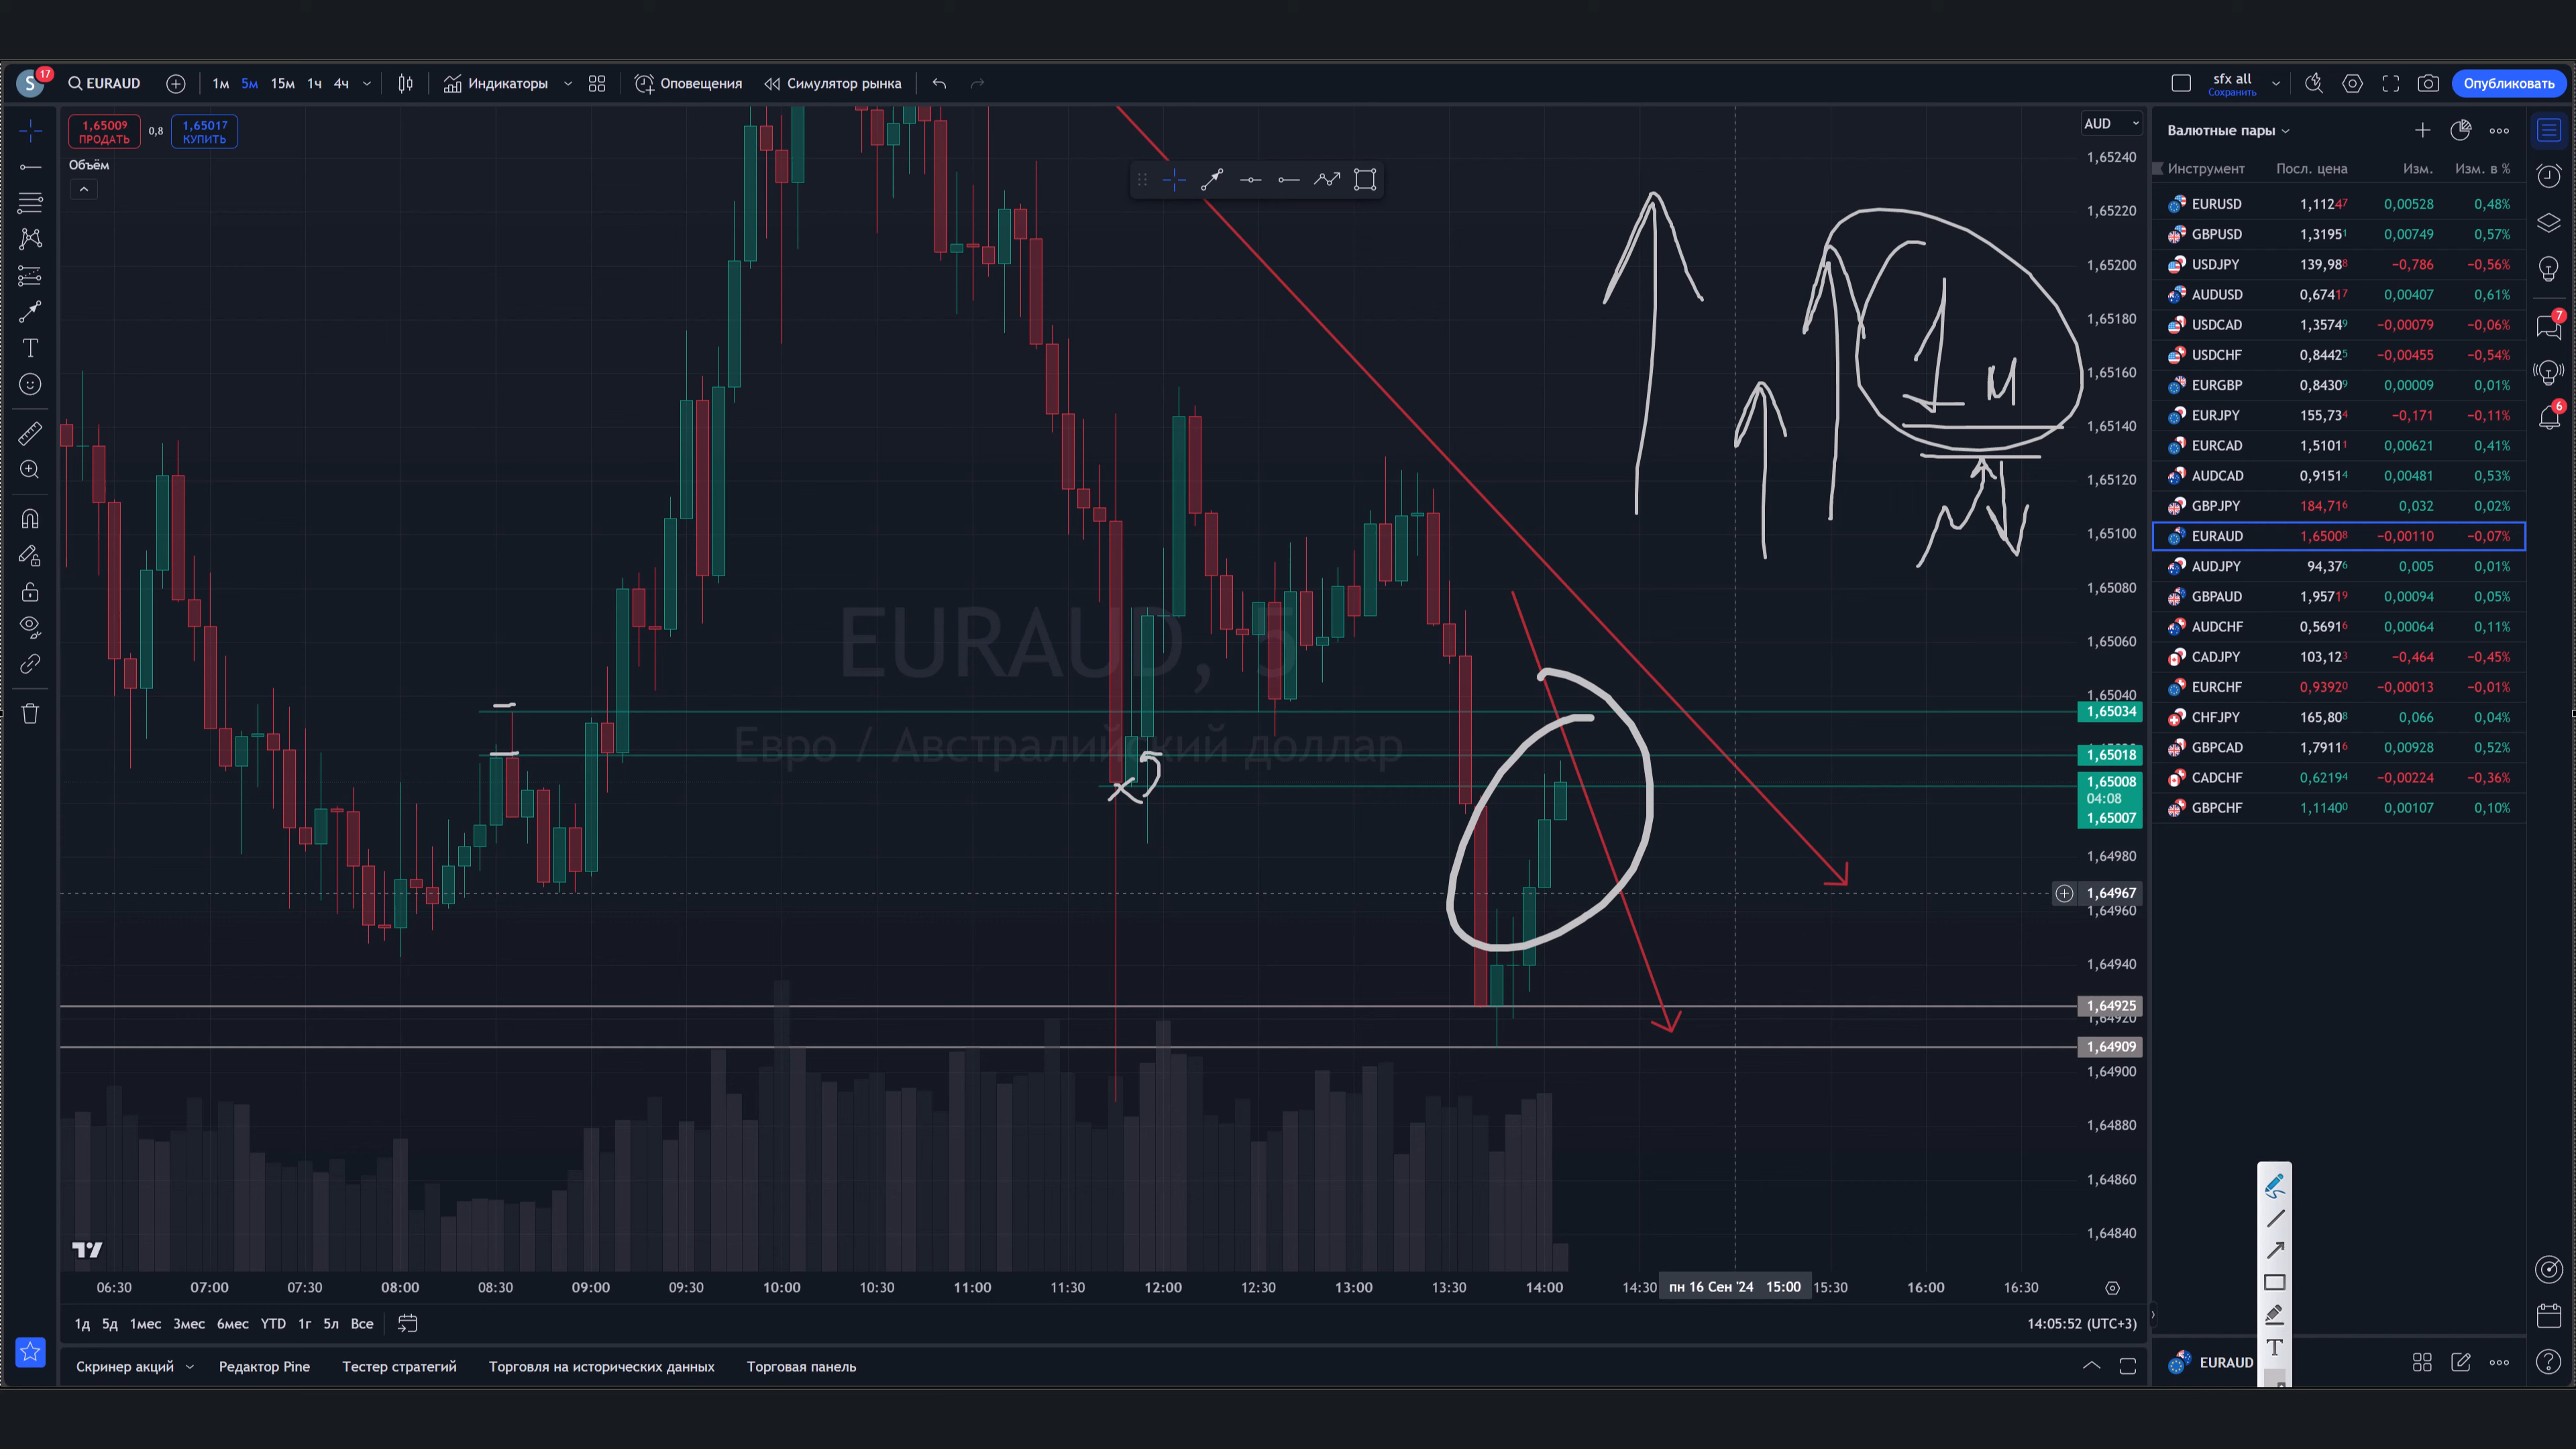 S 17 EURAUD 1м 5м 15м 1ч 4ч Индикаторы Оповещения Симулятор рынка sfx all Сохранить Опубликовать
1,65009 ПРОДАТЬ 0,8 1,65017 КУПИТЬ
Объём
AUD
EURAUD, 5
Евро / Австралийский доллар
1 м
1,65240
1,65220
1,65200
1,65180
1,65160
1,65140
1,65120
1,65100
1,65080
1,65060
1,65040
1,65034
1,65018
1,65008
04:08
1,65007
1,64980
1,64967
1,64960
1,64940
1,64925
1,64920
1,64909
1,64900
1,64880
1,64860
1,64840
06:30 07:00 07:30 08:00 08:30 09:00 09:30 10:00 10:30 11:00 11:30 12:00 12:30 13:00 13:30 14:00 14:30 пн 16 Сен '24 15:00 15:30 16:00 16:30
1д 5д 1мес 3мес 6мес YTD 1г 5л Все 14:05:52 (UTC+3)
Скринер акций Редактор Pine Тестер стратегий Торговля на исторических данных Торговая панель
Валютные пары
Инструмент Посл. цена Изм. Изм. в %
EURUSD 1,11247 0,00528 0,48%
GBPUSD 1,31951 0,00749 0,57%
USDJPY 139,988 −0,786 −0,56%
AUDUSD 0,67417 0,00407 0,61%
USDCAD 1,35749 −0,00079 −0,06%
USDCHF 0,84425 −0,00455 −0,54%
EURGBP 0,84309 0,00009 0,01%
EURJPY 155,734 −0,171 −0,11%
EURCAD 1,51011 0,00621 0,41%
AUDCAD 0,91514 0,00481 0,53%
GBPJPY 184,716 0,032 0,02%
EURAUD 1,65008 −0,00110 −0,07%
AUDJPY 94,376 0,005 0,01%
GBPAUD 1,95719 0,00094 0,05%
AUDCHF 0,56916 0,00064 0,11%
CADJPY 103,123 −0,464 −0,45%
EURCHF 0,93920 −0,00013 −0,01%
CHFJPY 165,808 0,066 0,04%
GBPCAD 1,79116 0,00928 0,52%
CADCHF 0,62194 −0,00224 −0,36%
GBPCHF 1,11400 0,00107 0,10%
7
6
EURAUD
T